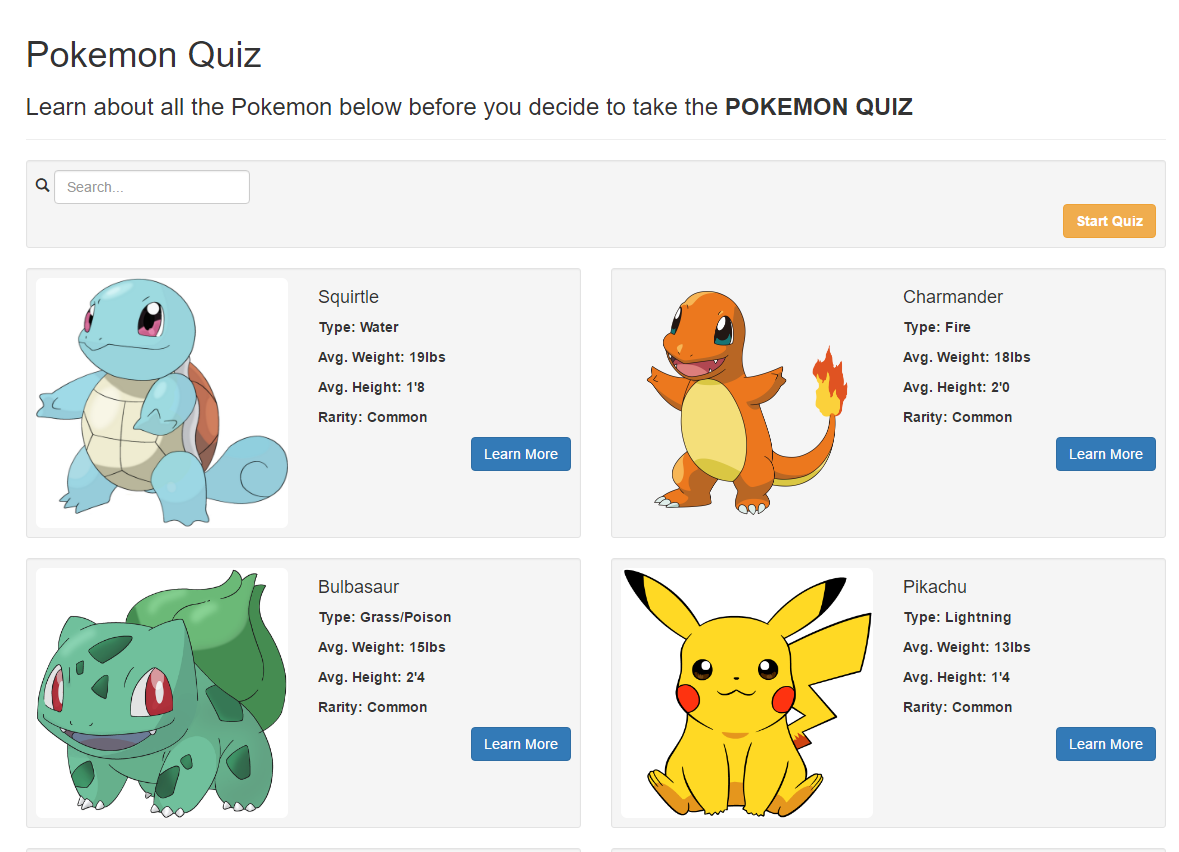 Pokemon Quiz
Learn about all the Pokemon below before you decide to take the POKEMON QUIZ
Search...
Start Quiz
Squirtle
Type: Water
Avg. Weight: 19lbs
Avg. Height: 1'8
Rarity: Common
Learn More
Charmander
Type: Fire
Avg. Weight: 18lbs
Avg. Height: 2'0
Rarity: Common
Learn More
Bulbasaur
Type: Grass/Poison
Avg. Weight: 15lbs
Avg. Height: 2'4
Rarity: Common
Learn More
Pikachu
Type: Lightning
Avg. Weight: 13lbs
Avg. Height: 1'4
Rarity: Common
Learn More